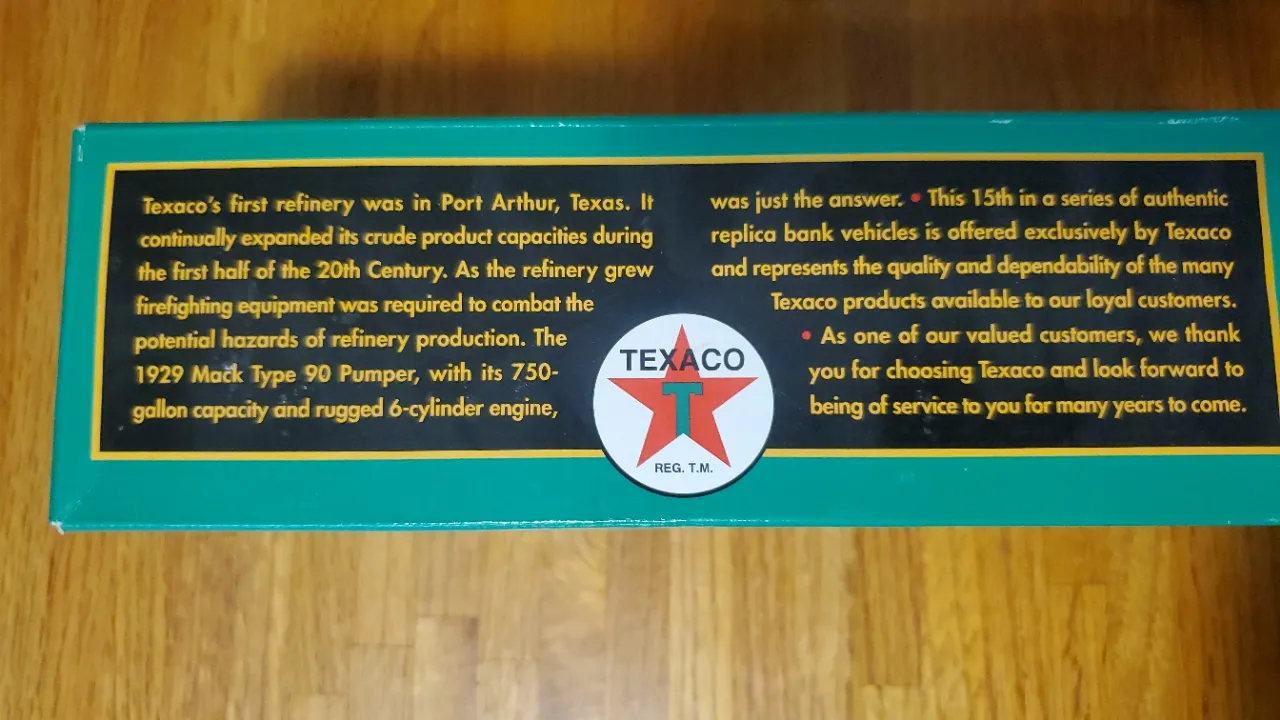 Texaco's first refinery was in Port Arthur, Texas. It
continually expanded its crude product capacities during
the first half of the 20th Century. As the refinery grew
firefighting equipment was required to combat the
potential hazards of refinery production. The
1929 Mack Type 90 Pumper, with its 750-
gallon capacity and rugged 6-cylinder engine,
was just the answer. • This 15th in a series of authentic
replica bank vehicles is offered exclusively by Texaco
and represents the quality and dependability of the many
Texaco products available to our loyal customers.
• As one of our valued customers, we thank
you for choosing Texaco and look forward to
being of service to you for many years to come.
TEXACO
T
REG. T.M.